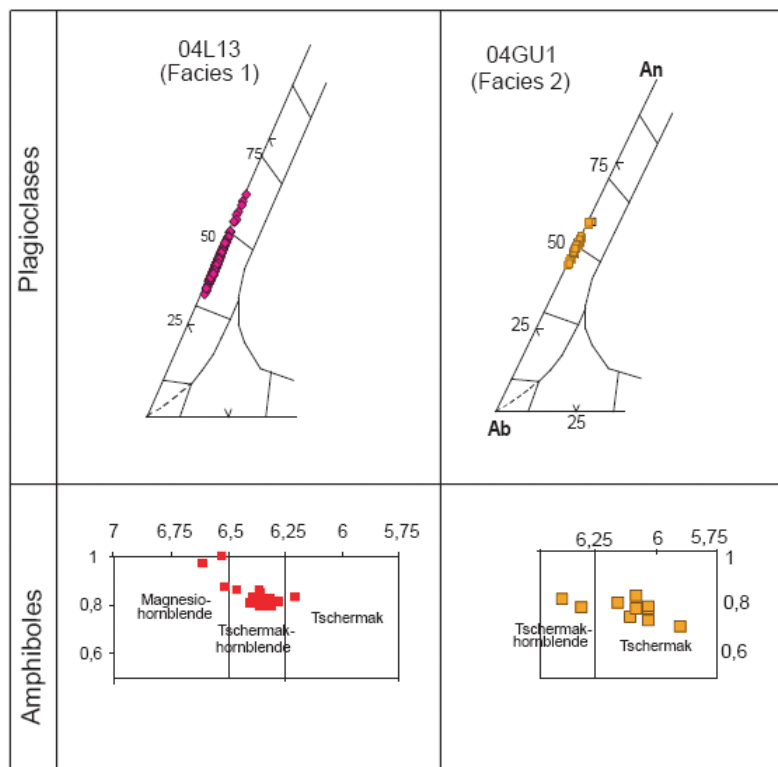 Plagioclases
04L13
(Facies 1)
75
50
25
04GU1
(Facies 2)
An
75
50
25
Ab
25
Amphiboles
7 6,75 6,5 6,25 6 5,75
1
0,8
0,6
Magnesio-
hornblende
Tschermak-
hornblende
Tschermak
6,25 6 5,75
1
0,8
0,6
Tschermak-
hornblende
Tschermak